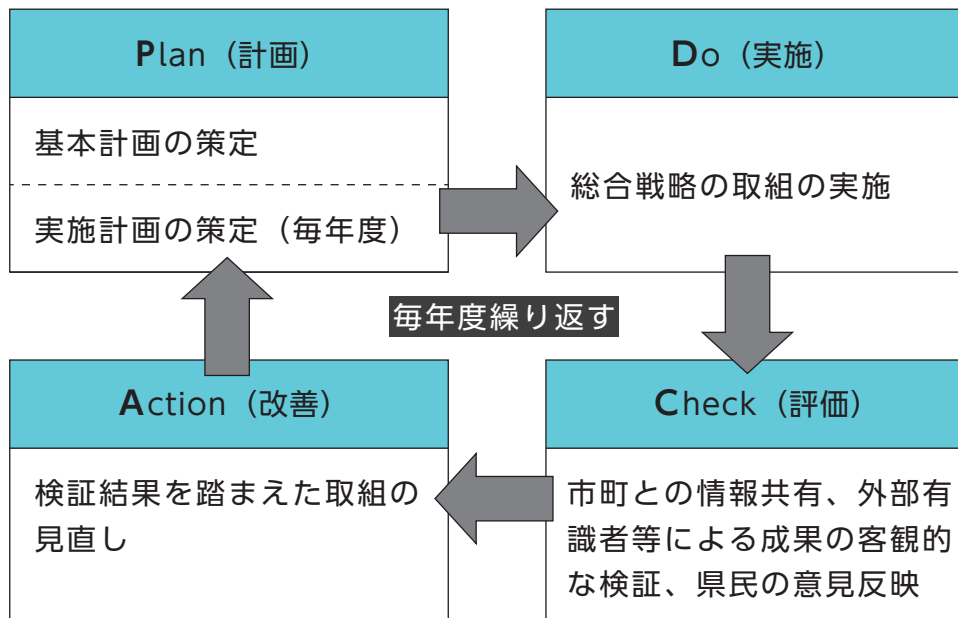 Plan（計画）
基本計画の策定
実施計画の策定（毎年度）
Do（実施）
総合戦略の取組の実施
毎年度繰り返す
Action（改善）
検証結果を踏まえた取組の
見直し
Check（評価）
市町との情報共有、外部有
識者等による成果の客観的
な検証、県民の意見反映